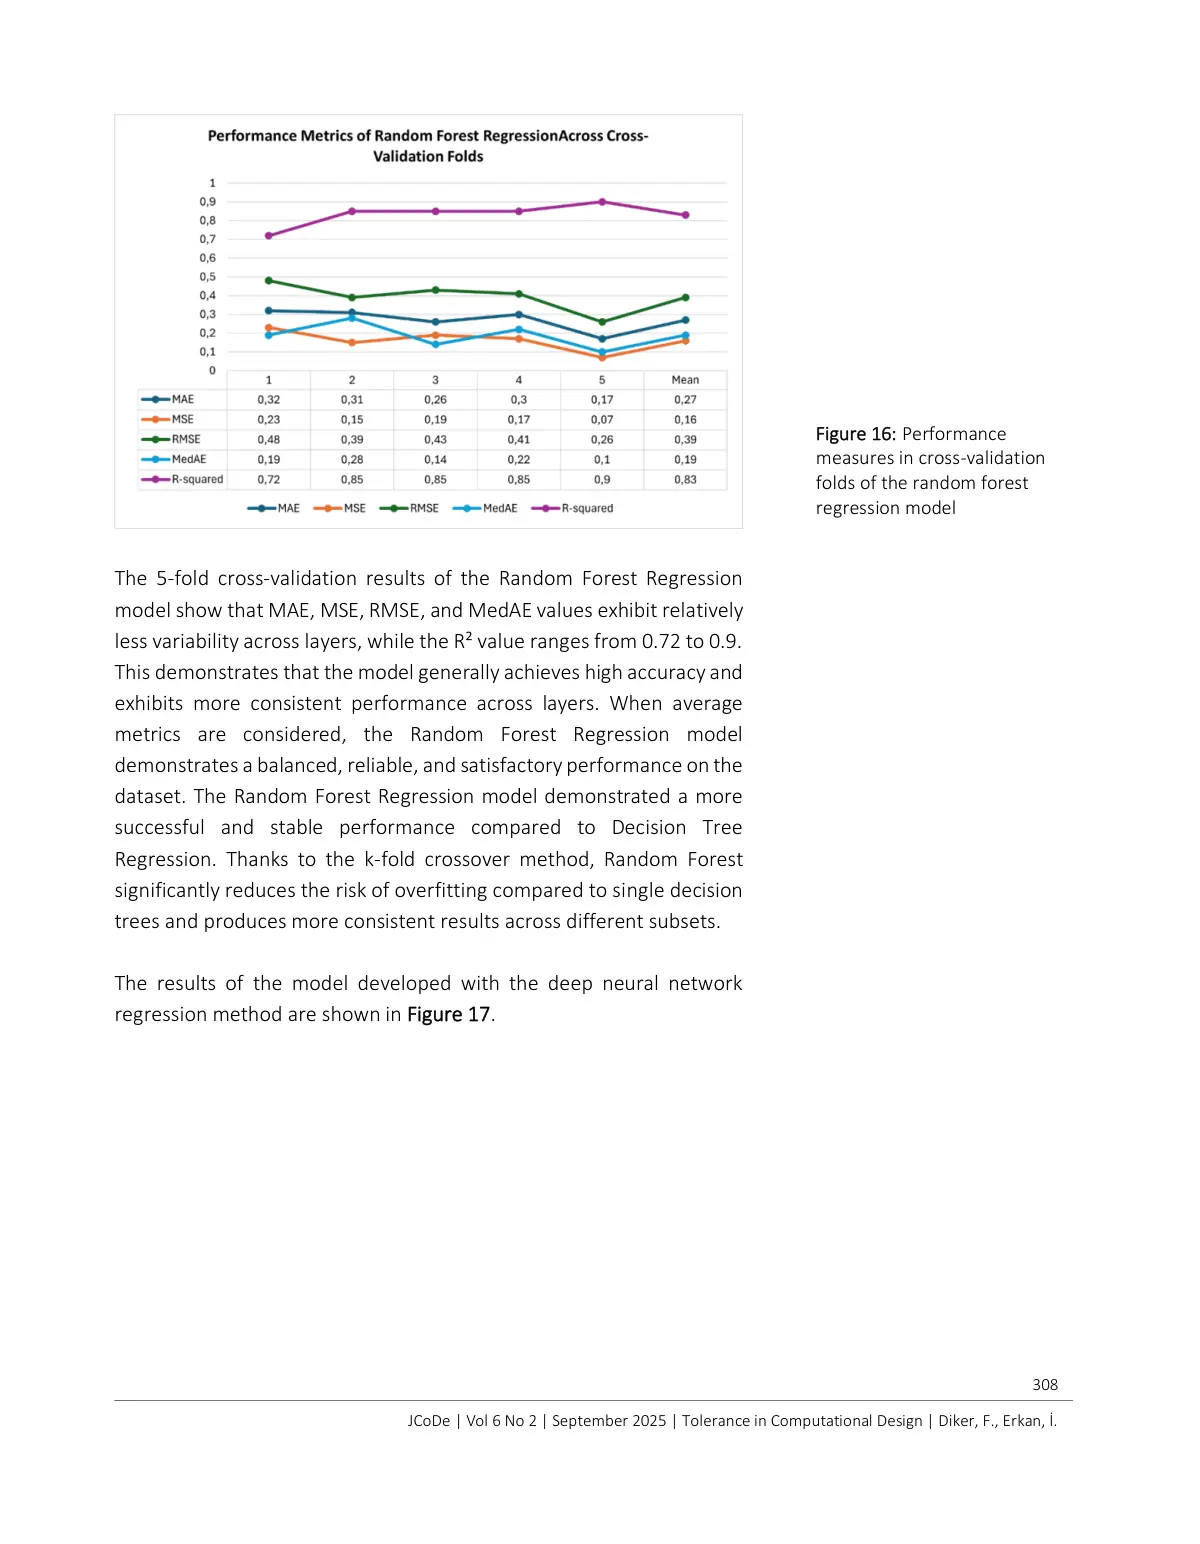 Performance Metrics of Random Forest RegressionAcross Cross-
Validation Folds
1
0,9
0,8
0,7
0,6
0,5
0,4
0,3
0,2
0,1
0
1 2 3 4 5 Mean
MAE 0,32 0,31 0,26 0,3 0,17 0,27
MSE 0,23 0,15 0,19 0,17 0,07 0,16
RMSE 0,48 0,39 0,43 0,41 0,26 0,39
MedAE 0,19 0,28 0,14 0,22 0,1 0,19
R-squared 0,72 0,85 0,85 0,85 0,9 0,83
MAE MSE RMSE MedAE R-squared
Figure 16: Performance
measures in cross-validation
folds of the random forest
regression model
The 5-fold cross-validation results of the Random Forest Regression
model show that MAE, MSE, RMSE, and MedAE values exhibit relatively
less variability across layers, while the R² value ranges from 0.72 to 0.9.
This demonstrates that the model generally achieves high accuracy and
exhibits more consistent performance across layers. When average
metrics are considered, the Random Forest Regression model
demonstrates a balanced, reliable, and satisfactory performance on the
dataset. The Random Forest Regression model demonstrated a more
successful and stable performance compared to Decision Tree
Regression. Thanks to the k-fold crossover method, Random Forest
significantly reduces the risk of overfitting compared to single decision
trees and produces more consistent results across different subsets.
The results of the model developed with the deep neural network
regression method are shown in Figure 17.
308
JCoDe | Vol 6 No 2 | September 2025 | Tolerance in Computational Design | Diker, F., Erkan, İ.